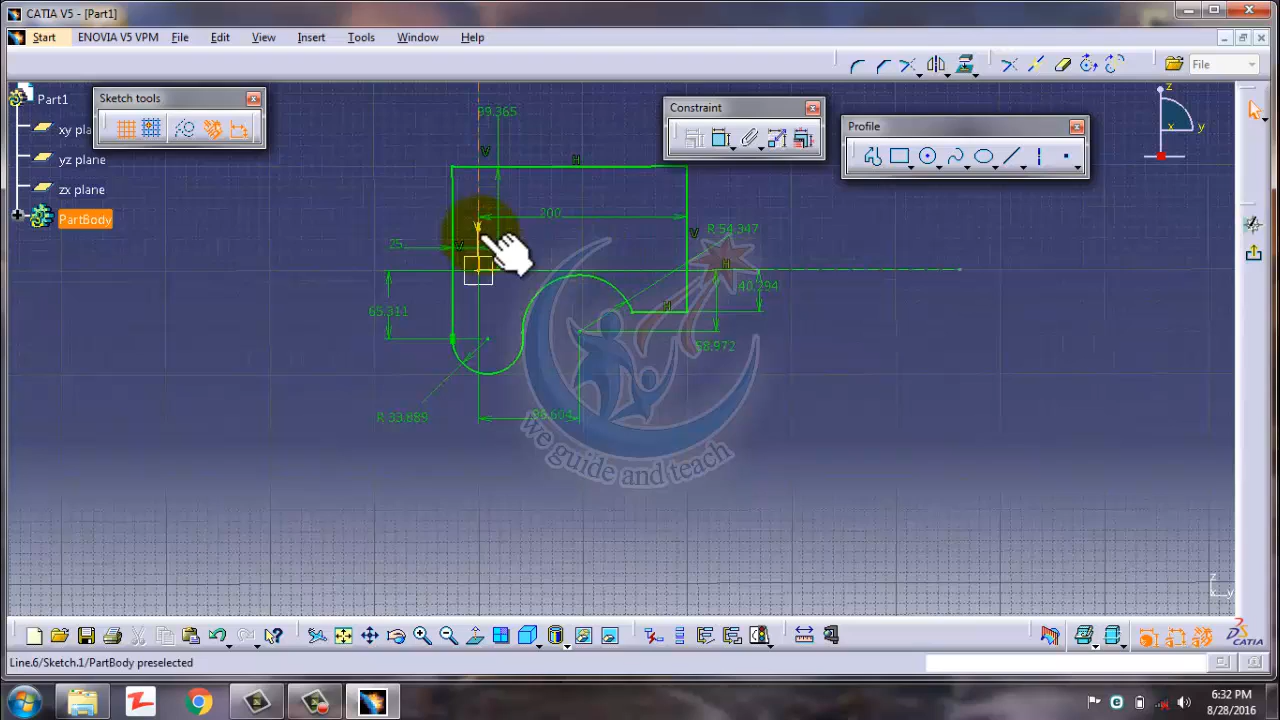 CATIA V5 - [Part1]
Start ENOVIA V5 VPM File Edit View Insert Tools Window Help
File
Part1
xy pla
yz plane
zx plane
PartBody
Sketch tools
Constraint
Profile
z
x
y
99.365
V
H
200
25
V
V
R 54.347
V
H
40.294
65.311
H
58.972
R 33.889
96.604
we guide and teach
z
y
CATIA
Line.6/Sketch.1/PartBody preselected
6:32 PM
8/28/2016